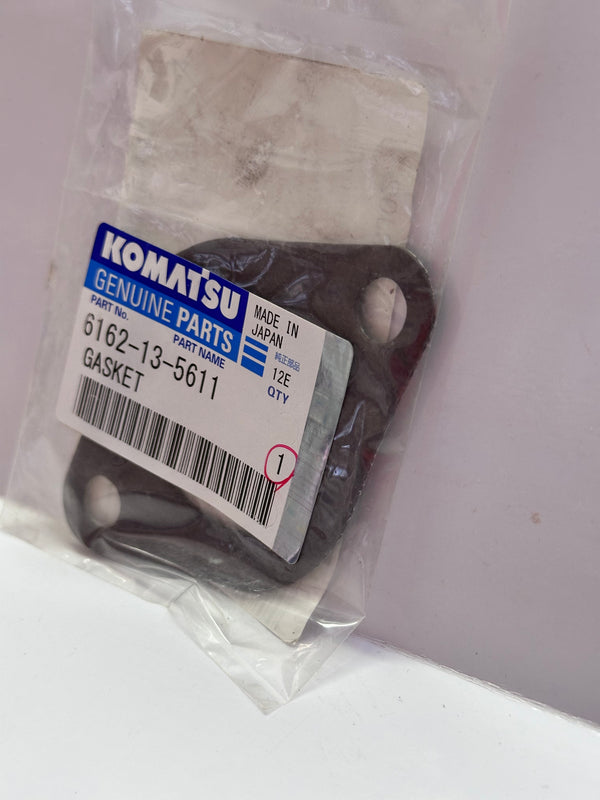 KOMATSU
GENUINE PARTS
PART No.
PART NAME
6162-13-5611
GASKET
MADE IN
JAPAN
純正部品
12E
QTY
1